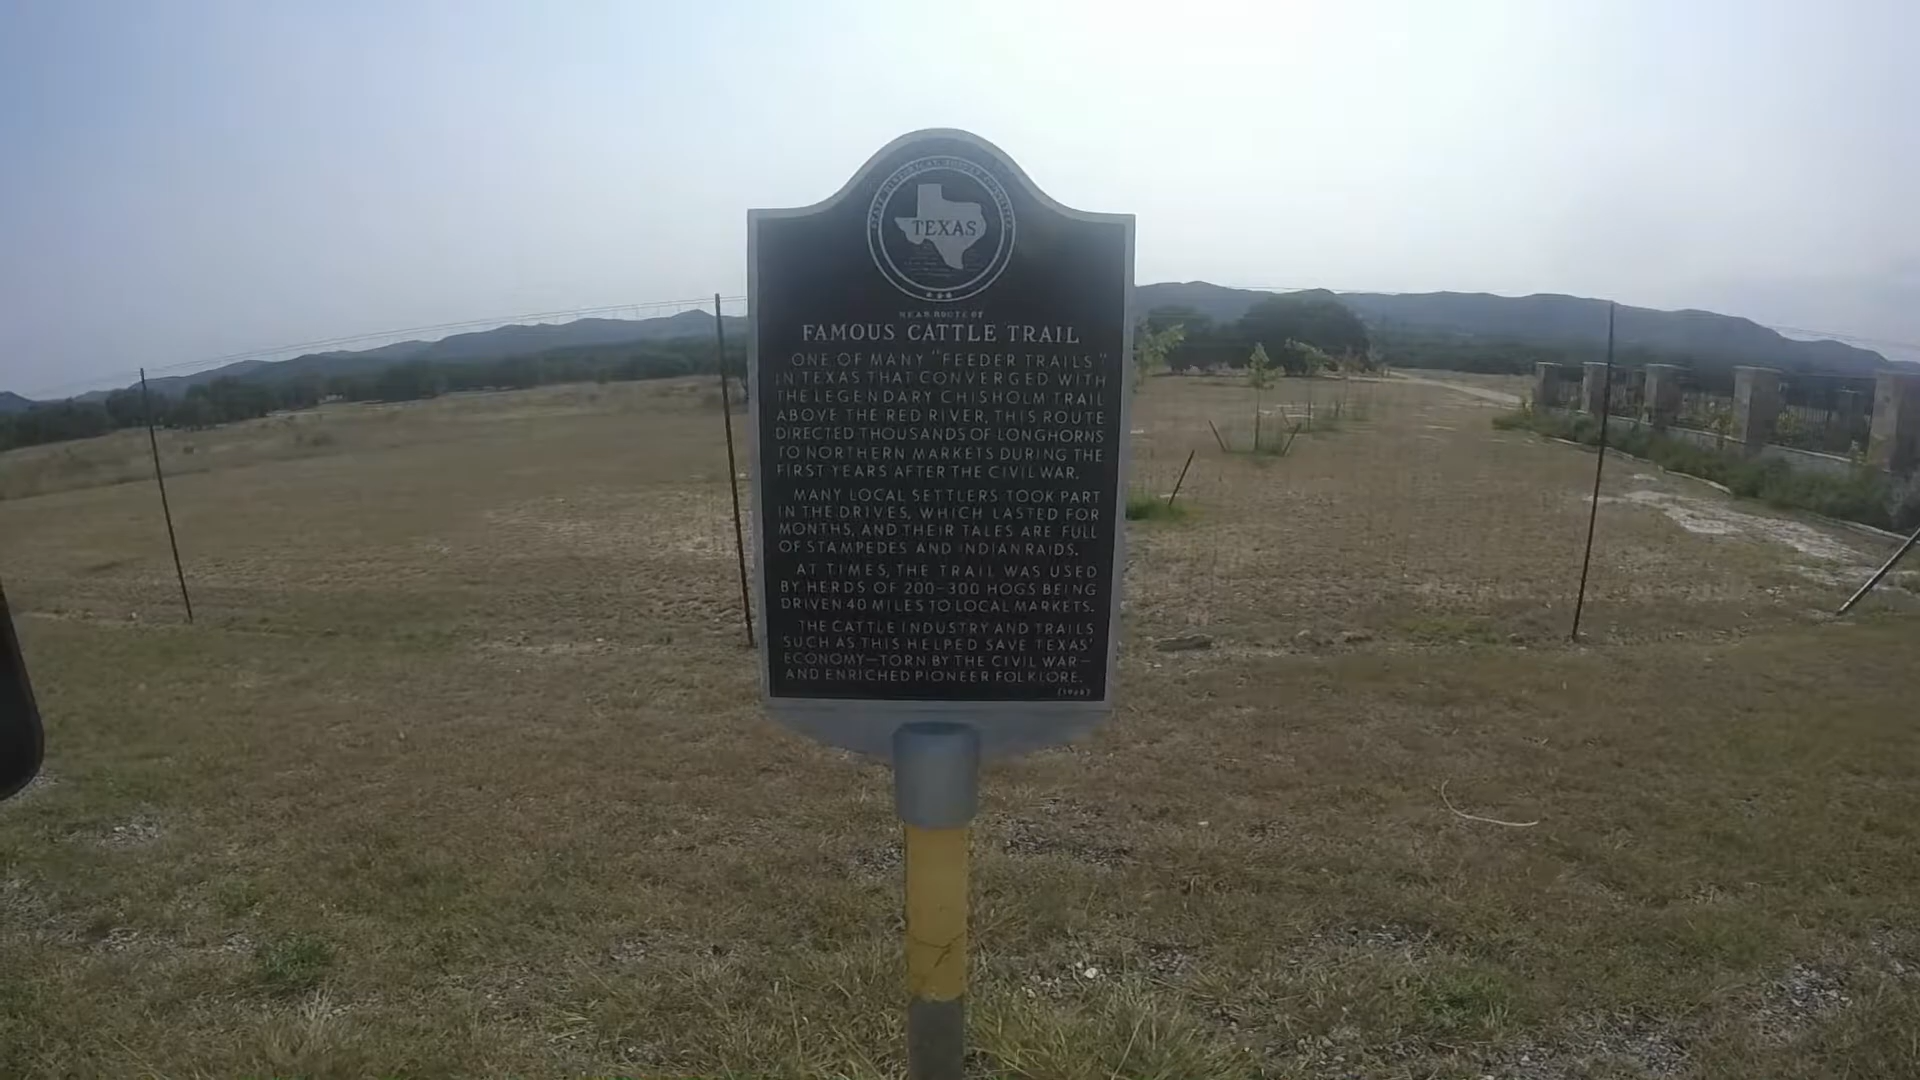 TEXAS
NEAR ROUTE OF
FAMOUS CATTLE TRAIL
ONE OF MANY "FEEDER TRAILS"
IN TEXAS THAT CONVERGED WITH
THE LEGENDARY CHISHOLM TRAIL
ABOVE THE RED RIVER, THIS ROUTE
DIRECTED THOUSANDS OF LONGHORNS
TO NORTHERN MARKETS DURING THE
FIRST YEARS AFTER THE CIVIL WAR.
MANY LOCAL SETTLERS TOOK PART
IN THE DRIVES, WHICH LASTED FOR
MONTHS, AND THEIR TALES ARE FULL
OF STAMPEDES AND INDIAN RAIDS.
AT TIMES, THE TRAIL WAS USED
BY HERDS OF 200-300 HOGS BEING
DRIVEN 40 MILES TO LOCAL MARKETS.
THE CATTLE INDUSTRY AND TRAILS
SUCH AS THIS HELPED SAVE TEXAS'
ECONOMY—TORN BY THE CIVIL WAR—
AND ENRICHED PIONEER FOLKLORE.